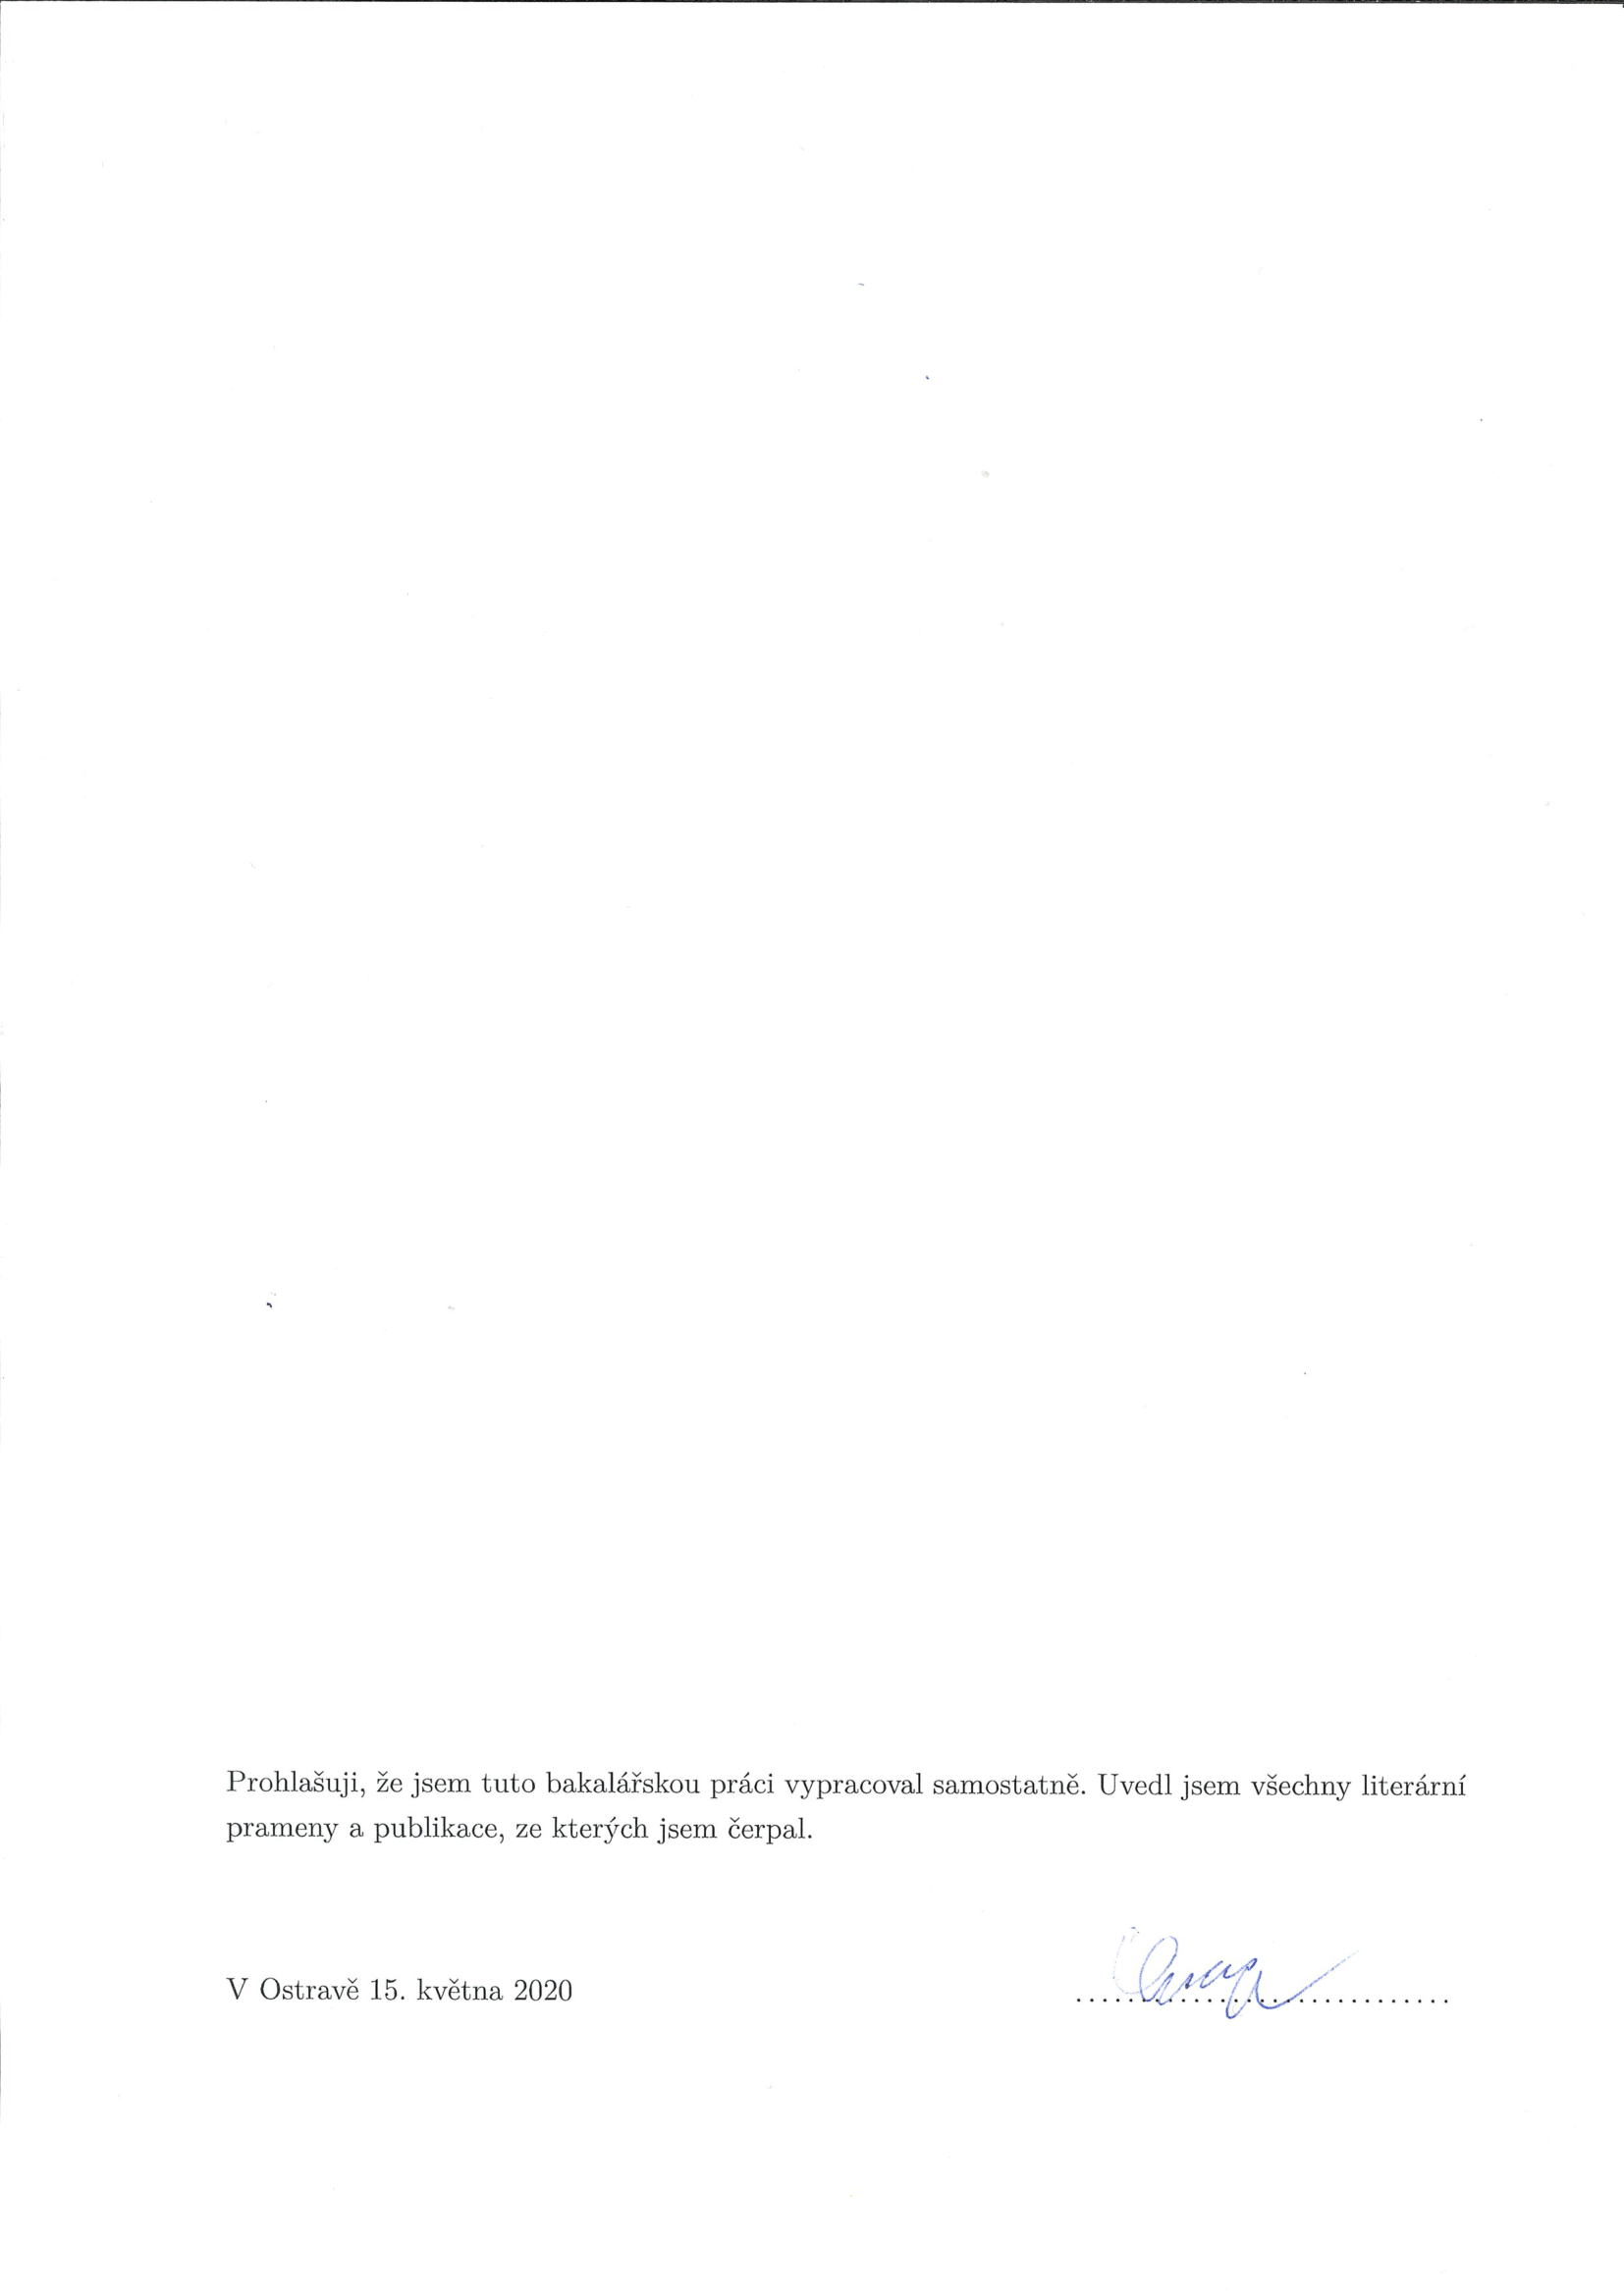 Prohlašuji, že jsem tuto bakalářskou práci vypracoval samostatně. Uvedl jsem všechny literární
prameny a publikace, ze kterých jsem čerpal.
V Ostravě 15. května 2020